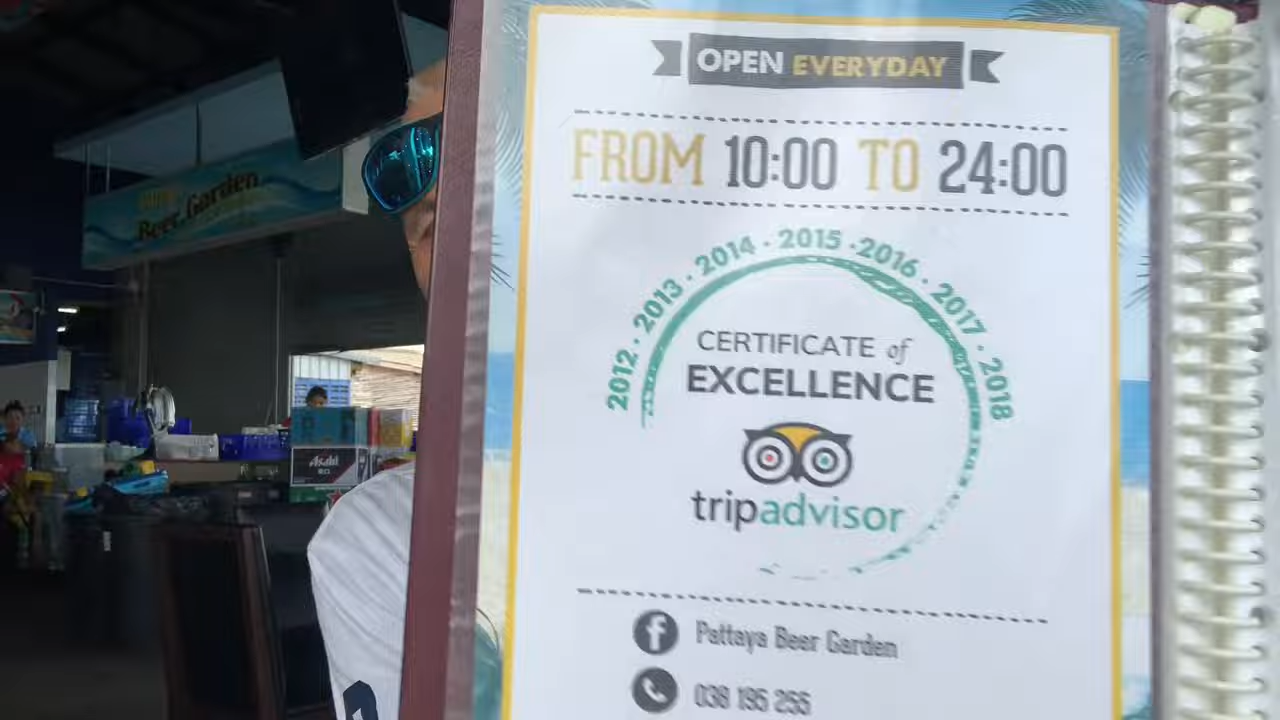 OPEN EVERYDAY
FROM 10:00 TO 24:00
2012 · 2013 · 2014 · 2015 · 2016 · 2017 · 2018
CERTIFICATE of
EXCELLENCE
tripadvisor
Pattaya Beer Garden
038 195 255
Beer Garden
Asahi